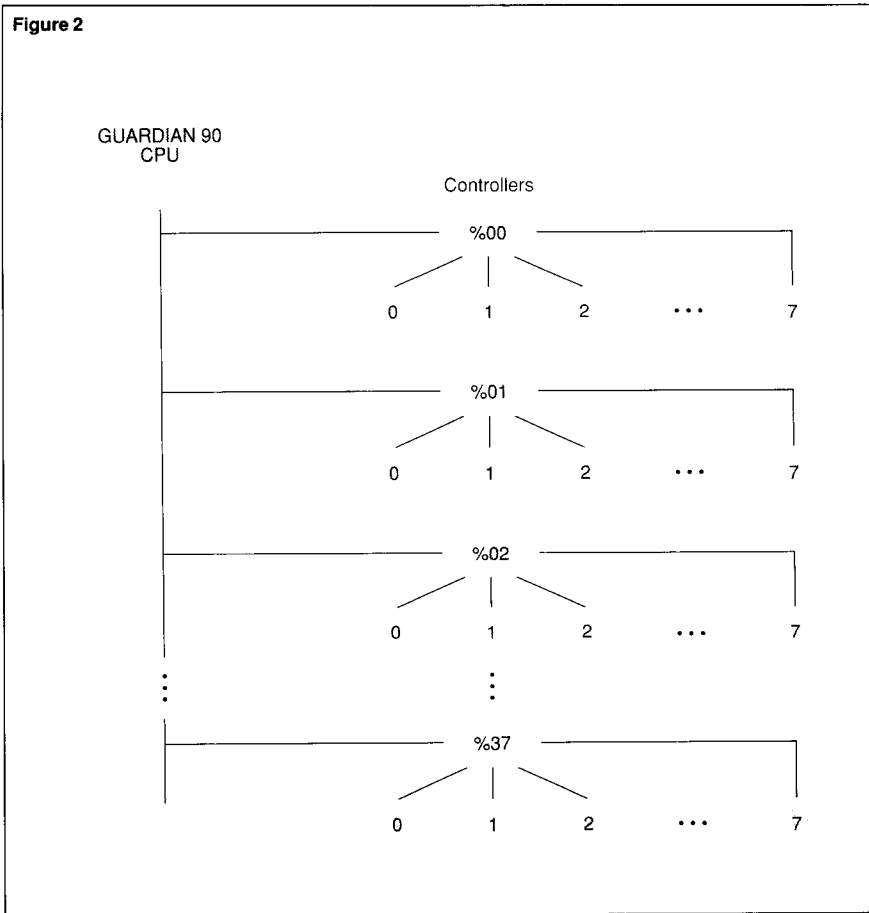 Figure 2
GUARDIAN 90
CPU
Controllers
%00
0 1 2 ••• 7
%01
0 1 2 ••• 7
%02
0 1 2 ••• 7
%37
0 1 2 ••• 7